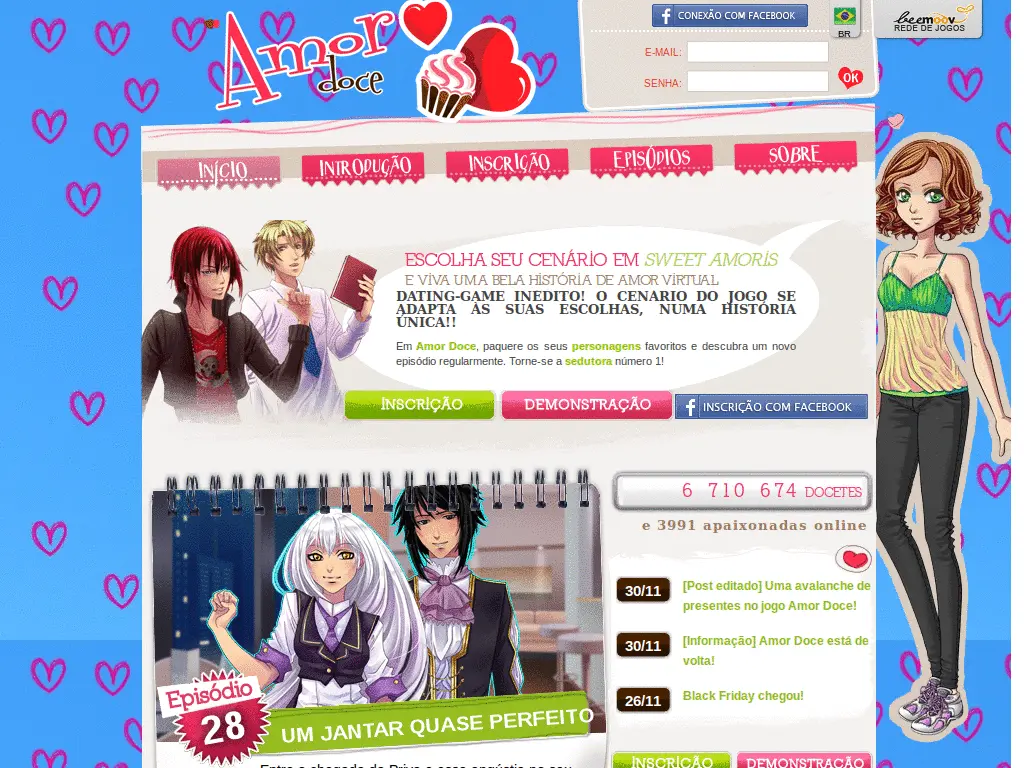 Amor
doce
CONEXÃO COM FACEBOOK
BR
beemoov
REDE DE JOGOS
E-MAIL:
SENHA:
OK
INÍCIO
INTRODUÇÃO
INSCRIÇÃO
EPISÓDIOS
SOBRE
ESCOLHA SEU CENÁRIO EM SWEET AMORIS
E VIVA UMA BELA HISTÓRIA DE AMOR VIRTUAL
DATING-GAME INEDITO! O CENARIO DO JOGO SE
ADAPTA ÀS SUAS ESCOLHAS, NUMA HISTÓRIA
ÚNICA!!
Em Amor Doce, paquere os seus personagens favoritos e descubra um novo
episódio regularmente. Torne-se a sedutora número 1!
INSCRIÇÃO
DEMONSTRAÇÃO
INSCRIÇÃO COM FACEBOOK
6 710 674 DOCETES
e 3991 apaixonadas online
30/11
[Post editado] Uma avalanche de
presentes no jogo Amor Doce!
30/11
[Informação] Amor Doce está de
volta!
26/11
Black Friday chegou!
Episódio
28
UM JANTAR QUASE PERFEITO
INSCRIÇÃO
DEMONSTRAÇÃO